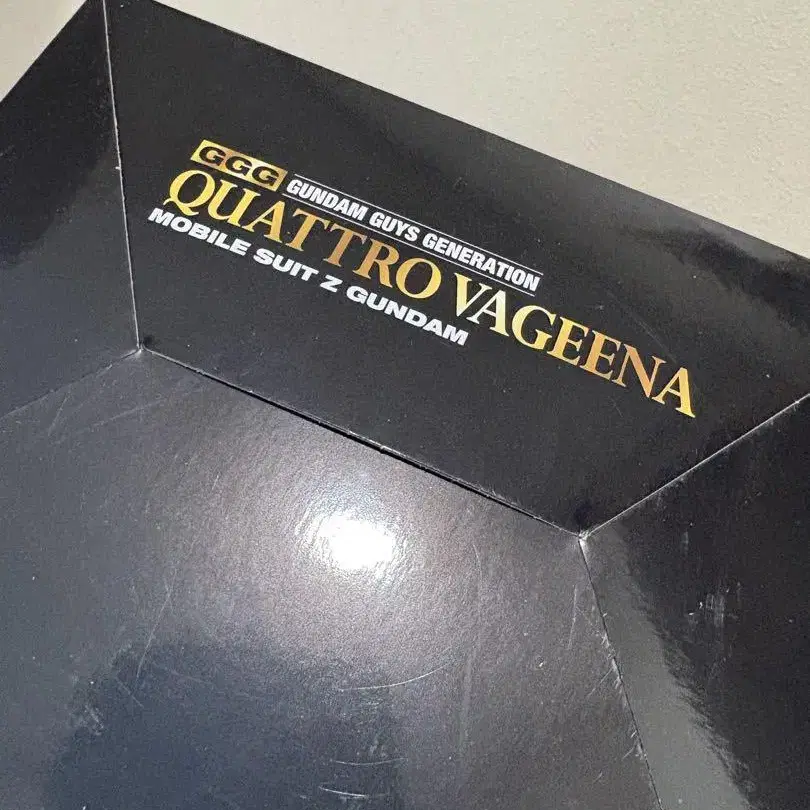 GGG GUNDAM GUYS GENERATION
QUATTRO VAGEENA
MOBILE SUIT Z GUNDAM